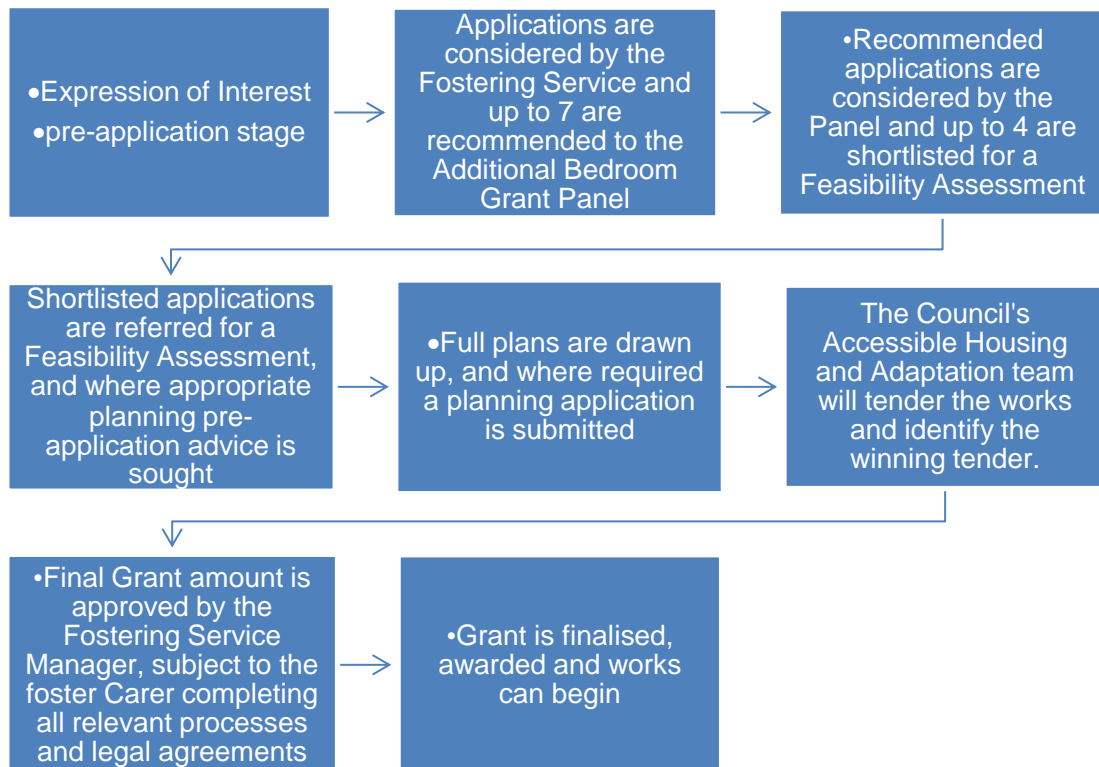 •Expression of Interest
•pre-application stage
Applications are
considered by the
Fostering Service and
up to 7 are
recommended to the
Additional Bedroom
Grant Panel
•Recommended
applications are
considered by the
Panel and up to 4 are
shortlisted for a
Feasibility Assessment
Shortlisted applications
are referred for a
Feasibility Assessment,
and where appropriate
planning pre-
application advice is
sought
•Full plans are drawn
up, and where required
a planning application
is submitted
The Council's
Accessible Housing
and Adaptation team
will tender the works
and identify the
winning tender.
•Final Grant amount is
approved by the
Fostering Service
Manager, subject to the
foster Carer completing
all relevant processes
and legal agreements
•Grant is finalised,
awarded and works
can begin